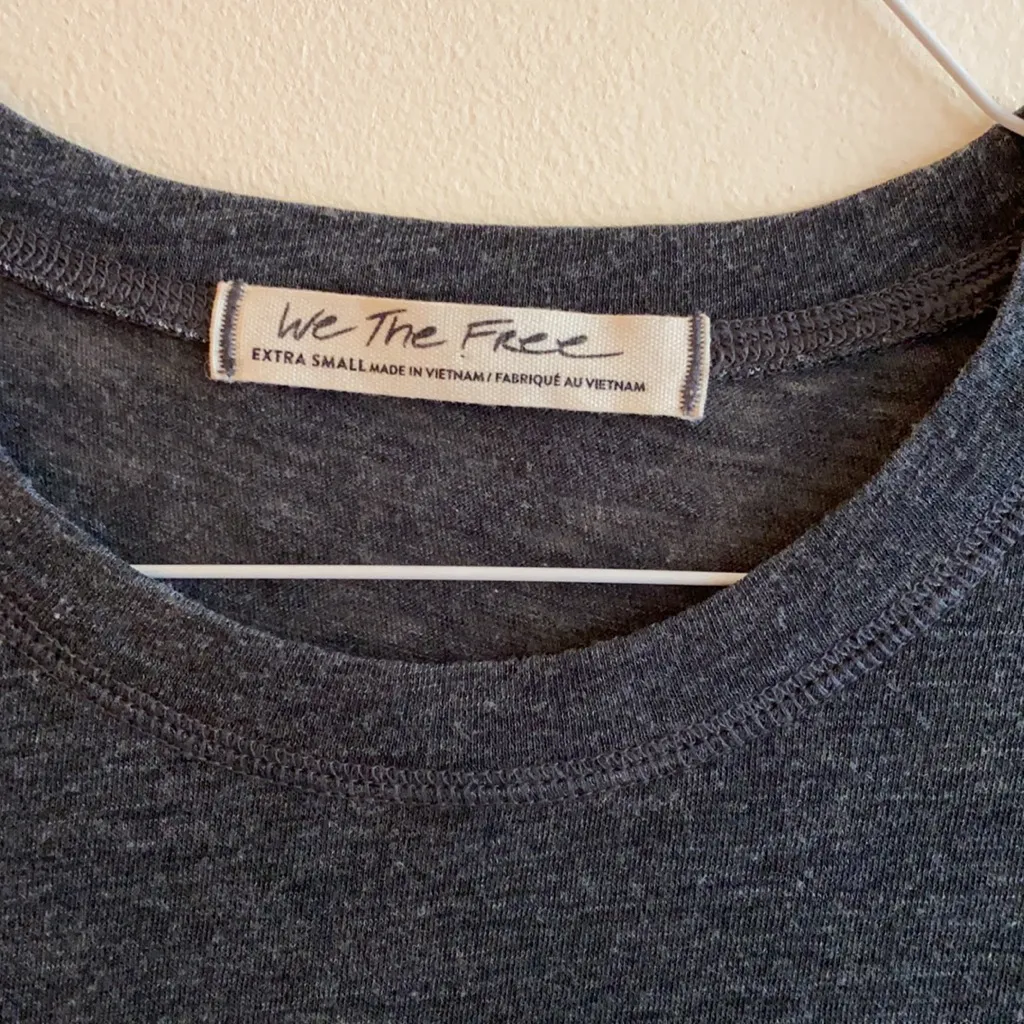 We The Free
EXTRA SMALL MADE IN VIETNAM / FABRIQUÉ AU VIETNAM